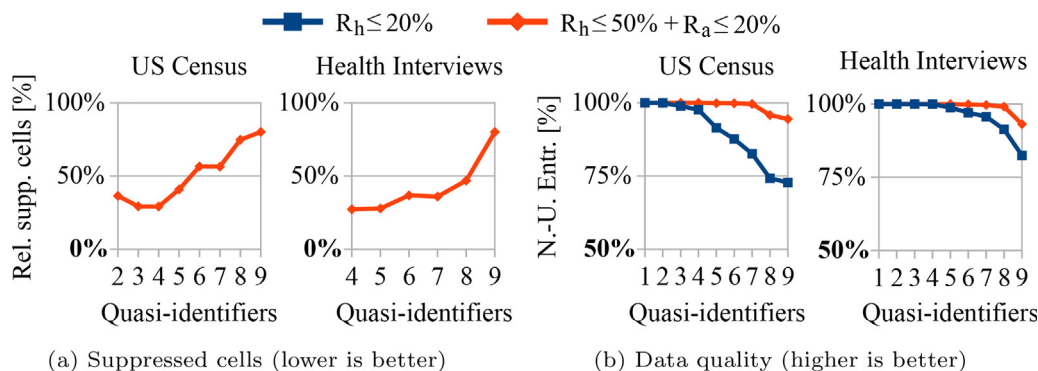 R_h ≤ 20%   R_h ≤ 50% + R_a ≤ 20%
US Census   Health Interviews   US Census   Health Interviews
Rel. supp. cells [%]
100%
50%
0%
2 3 4 5 6 7 8 9
Quasi-identifiers
100%
50%
0%
4 5 6 7 8 9
Quasi-identifiers
(a) Suppressed cells (lower is better)
N.-U. Entr. [%]
100%
75%
50%
1 2 3 4 5 6 7 8 9
Quasi-identifiers
100%
75%
50%
1 2 3 4 5 6 7 8 9
Quasi-identifiers
(b) Data quality (higher is better)